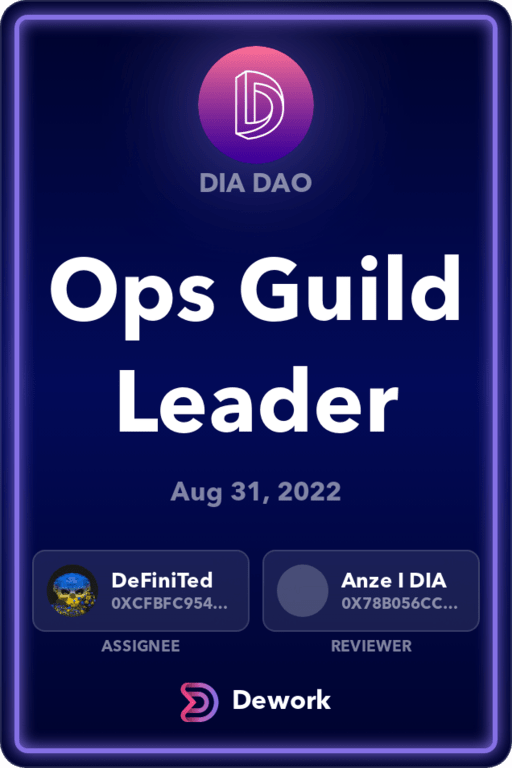 DIA DAO
Ops Guild
Leader
Aug 31, 2022
DeFiniTed
0XCFBFC954...
ASSIGNEE
Anze I DIA
0X78B056CC...
REVIEWER
Dework